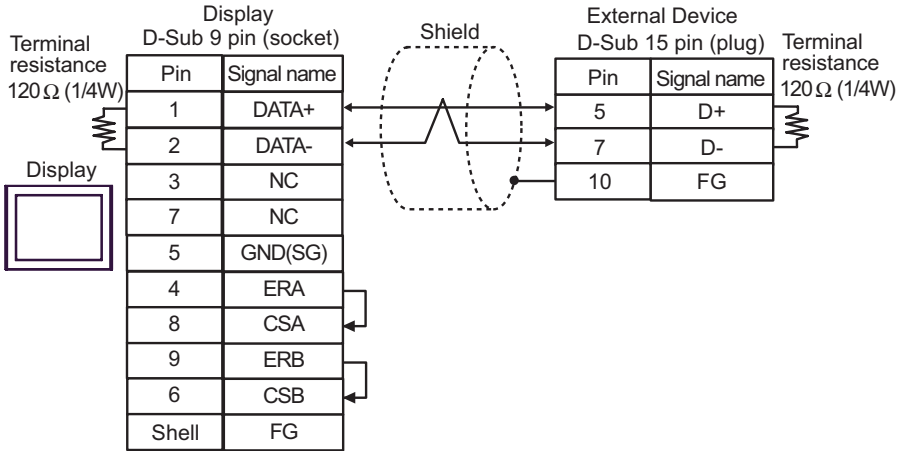 Display
D-Sub 9 pin (socket)
Terminal
resistance
120Ω (1/4W)
Pin Signal name
1 DATA+
2 DATA-
3 NC
7 NC
5 GND(SG)
4 ERA
8 CSA
9 ERB
6 CSB
Shell FG
Display
Shield
External Device
D-Sub 15 pin (plug)
Pin Signal name
5 D+
7 D-
10 FG
Terminal
resistance
120Ω (1/4W)